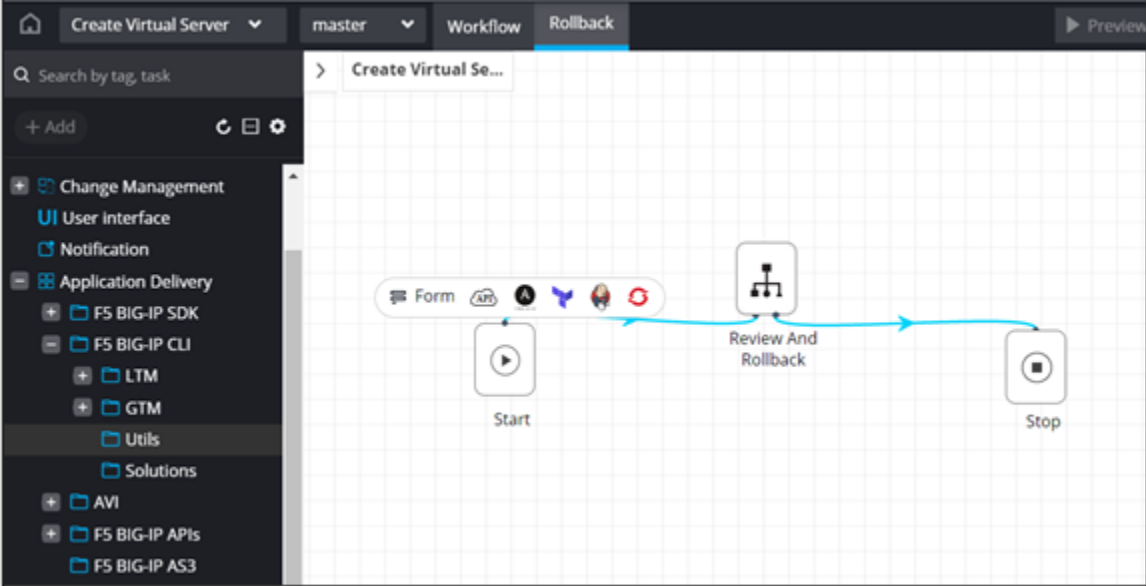 Create Virtual Server
master
Workflow
Rollback
Preview
Search by tag, task
Create Virtual Se...
+ Add
Change Management
UI User interface
Notification
Application Delivery
F5 BIG-IP SDK
F5 BIG-IP CLI
LTM
GTM
Utils
Solutions
AVI
F5 BIG-IP APIs
F5 BIG-IP AS3
Form
API
A
Review And
Rollback
Start
Stop